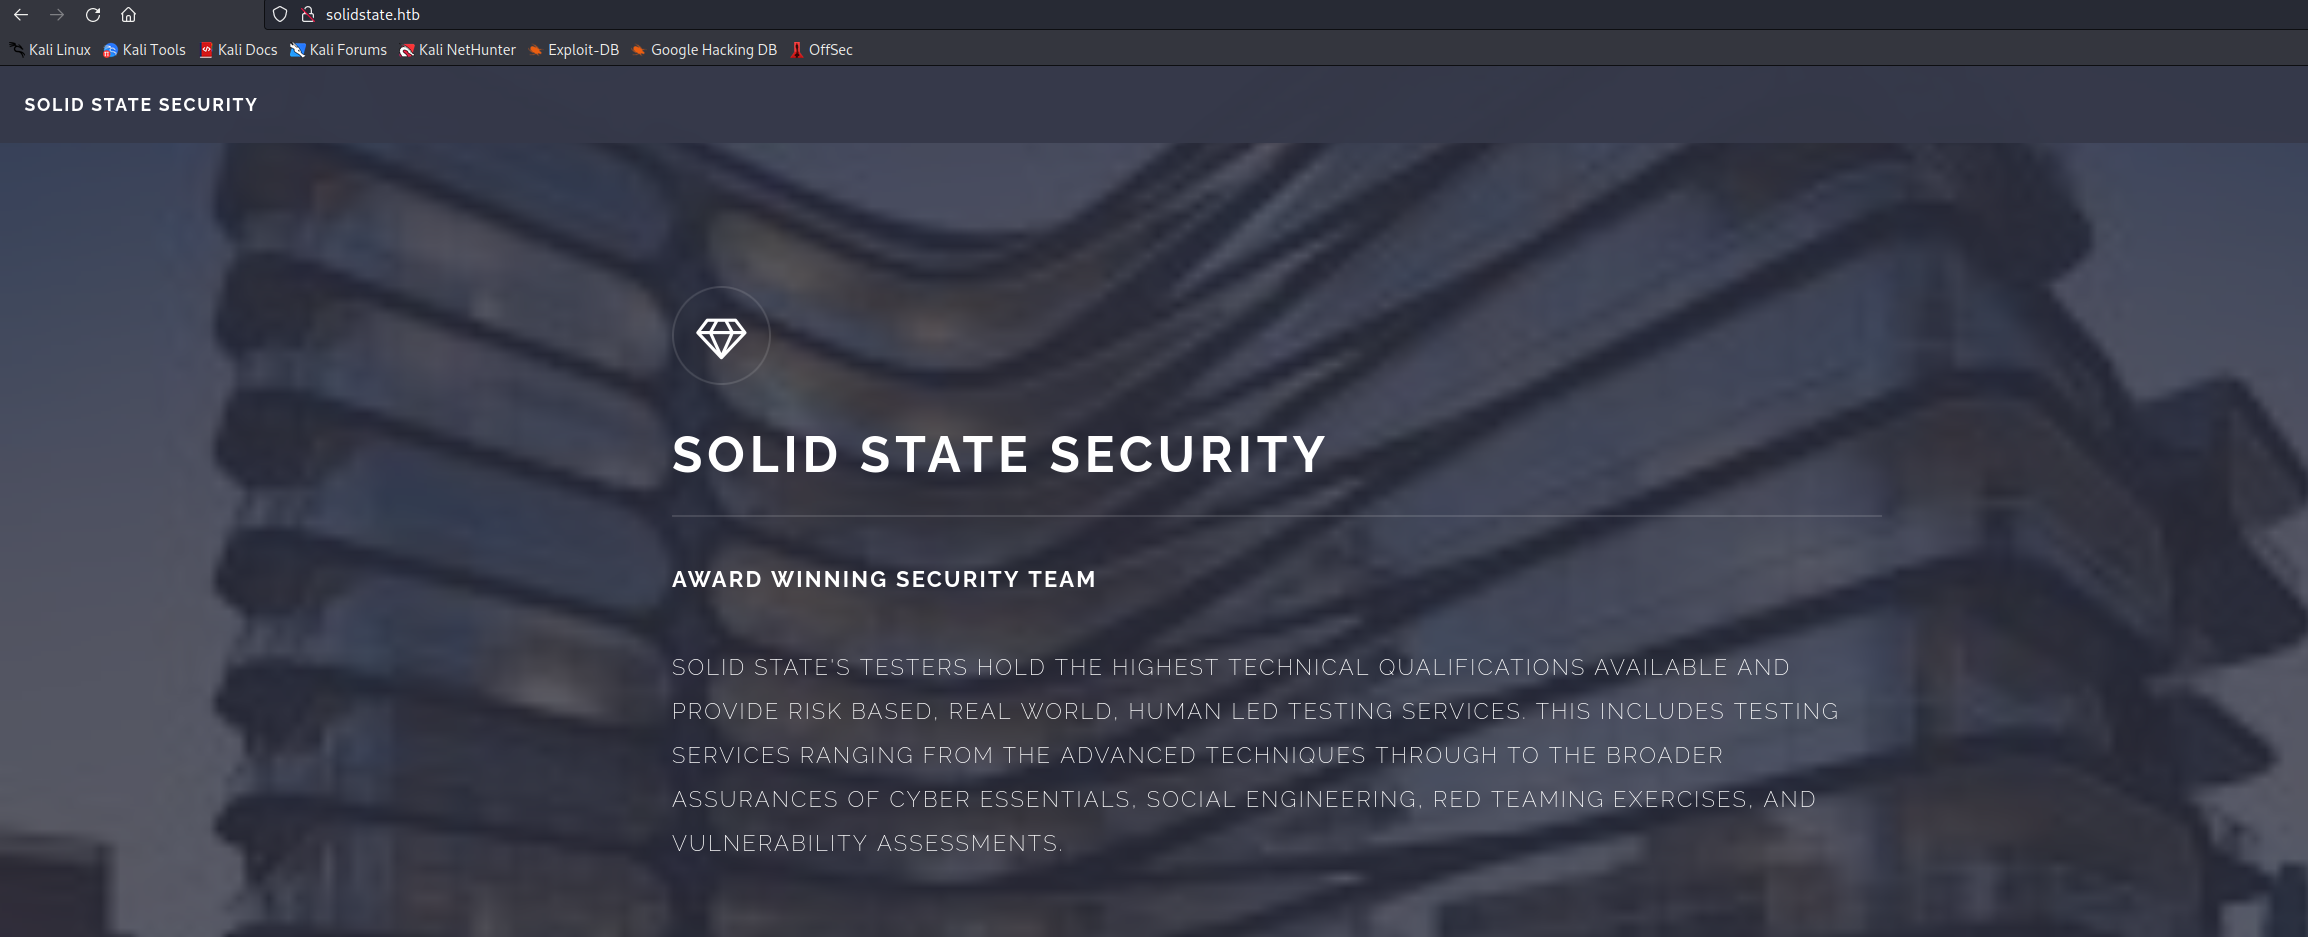 solidstate.htb
Kali Linux Kali Tools Kali Docs Kali Forums Kali NetHunter Exploit-DB Google Hacking DB OffSec
SOLID STATE SECURITY
SOLID STATE SECURITY
AWARD WINNING SECURITY TEAM
SOLID STATE'S TESTERS HOLD THE HIGHEST TECHNICAL QUALIFICATIONS AVAILABLE AND
PROVIDE RISK BASED, REAL WORLD, HUMAN LED TESTING SERVICES. THIS INCLUDES TESTING
SERVICES RANGING FROM THE ADVANCED TECHNIQUES THROUGH TO THE BROADER
ASSURANCES OF CYBER ESSENTIALS, SOCIAL ENGINEERING, RED TEAMING EXERCISES, AND
VULNERABILITY ASSESSMENTS.